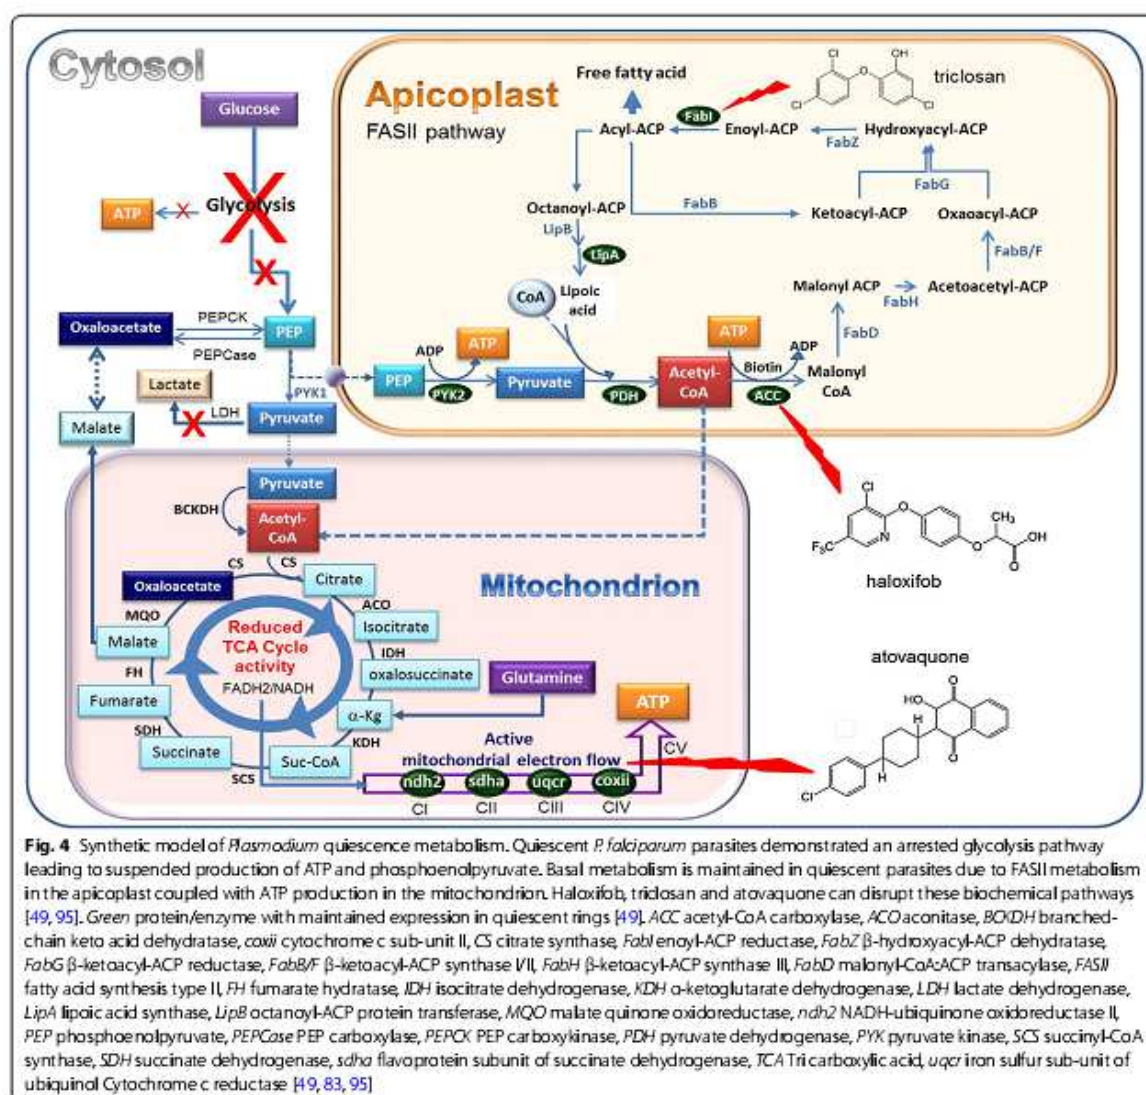 Cytosol
Glucose
Glycolysis
ATP
X
X
X
Oxaloacetate
PEPCK
PEPCase
PEP
Lactate
LDH
X
PYK1
Malate
Pyruvate
Apicoplast
FASII pathway
Free fatty acid
Acyl-ACP
FabI
Enoyl-ACP
FabZ
Hydroxyacyl-ACP
Cl
OH
O
Cl
Cl
triclosan
FabG
Octanoyl-ACP
FabB
Ketoacyl-ACP
Oxaoacyl-ACP
LipB
LipA
FabB/F
CoA
Lipoic
acid
Malonyl ACP
FabH
Acetoacetyl-ACP
FabD
PEP
ADP
ATP
PYK2
Pyruvate
PDH
Acetyl-
CoA
ATP
ADP
Biotin
ACC
Malonyl
CoA
Pyruvate
BCKDH
Acetyl-
CoA
Mitochondrion
CS
CS
Oxaloacetate
Citrate
MQO
ACO
Malate
Isocitrate
Reduced
TCA Cycle
activity
FADH2/NADH
IDH
FH
oxalosuccinate
Fumarate
α-Kg
Glutamine
SDH
KDH
Succinate
Suc-CoA
SCS
Active
mitochondrial electron flow
ATP
CV
ndh2
sdha
uqcr
coxii
CI
CII
CIII
CIV
Cl
O
CH₃
F₃C
N
O
OH
O
haloxifob
atovaquone
HO
O
H
O
H
Cl
Fig. 4 Synthetic model of Plasmodium quiescence metabolism. Quiescent P. falciparum parasites demonstrated an arrested glycolysis pathway
leading to suspended production of ATP and phosphoenolpyruvate. Basal metabolism is maintained in quiescent parasites due to FASII metabolism
in the apicoplast coupled with ATP production in the mitochondrion. Haloxifob, triclosan and atovaquone can disrupt these biochemical pathways
[49, 95]. Green protein/enzyme with maintained expression in quiescent rings [49]. ACC acetyl-CoA carboxylase, ACO aconitase, BCKDH branched-
chain keto acid dehydratase, coxii cytochrome c sub-unit II, CS citrate synthase, FabI enoyl-ACP reductase, FabZ β-hydroxyacyl-ACP dehydratase,
FabG β-ketoacyl-ACP reductase, FabB/F β-ketoacyl-ACP synthase I/II, FabH β-ketoacyl-ACP synthase III, FabD malonyl-CoA:ACP transacylase, FASII
fatty acid synthesis type II, FH fumarate hydratase, IDH isocitrate dehydrogenase, KDH α-ketoglutarate dehydrogenase, LDH lactate dehydrogenase,
LipA lipoic acid synthase, LipB octanoyl-ACP protein transferase, MQO malate quinone oxidoreductase, ndh2 NADH-ubiquinone oxidoreductase II,
PEP phosphoenolpyruvate, PEPCase PEP carboxylase, PEPCK PEP carboxykinase, PDH pyruvate dehydrogenase, PYK pyruvate kinase, SCS succinyl-CoA
synthase, SDH succinate dehydrogenase, sdha flavoprotein subunit of succinate dehydrogenase, TCA Tricarboxylic acid, uqcr iron sulfur sub-unit of
ubiquinol Cytochrome c reductase [49, 83, 95]